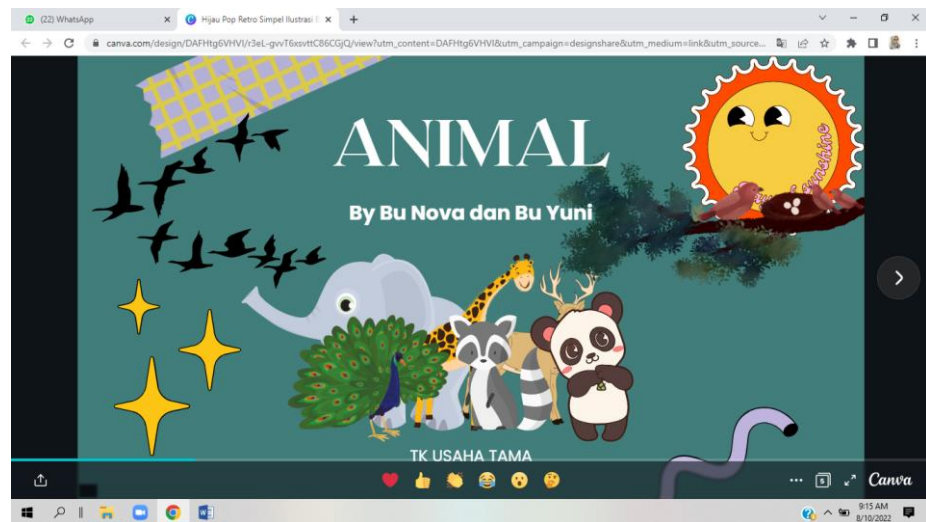 (22) WhatsApp
Hijau Pop Retro Simpel Ilustrasi
canva.com/design/DAFHtg6VHVI/r3eL-gvvT6xsvttC86CGjQ/view?utm_content=DAFHtg6VHVI&utm_campaign=designshare&utm_medium=link&utm_source...
ANIMAL
By Bu Nova dan Bu Yuni
sunshine
TK USAHA TAMA
5
Canva
9:15 AM
8/10/2022